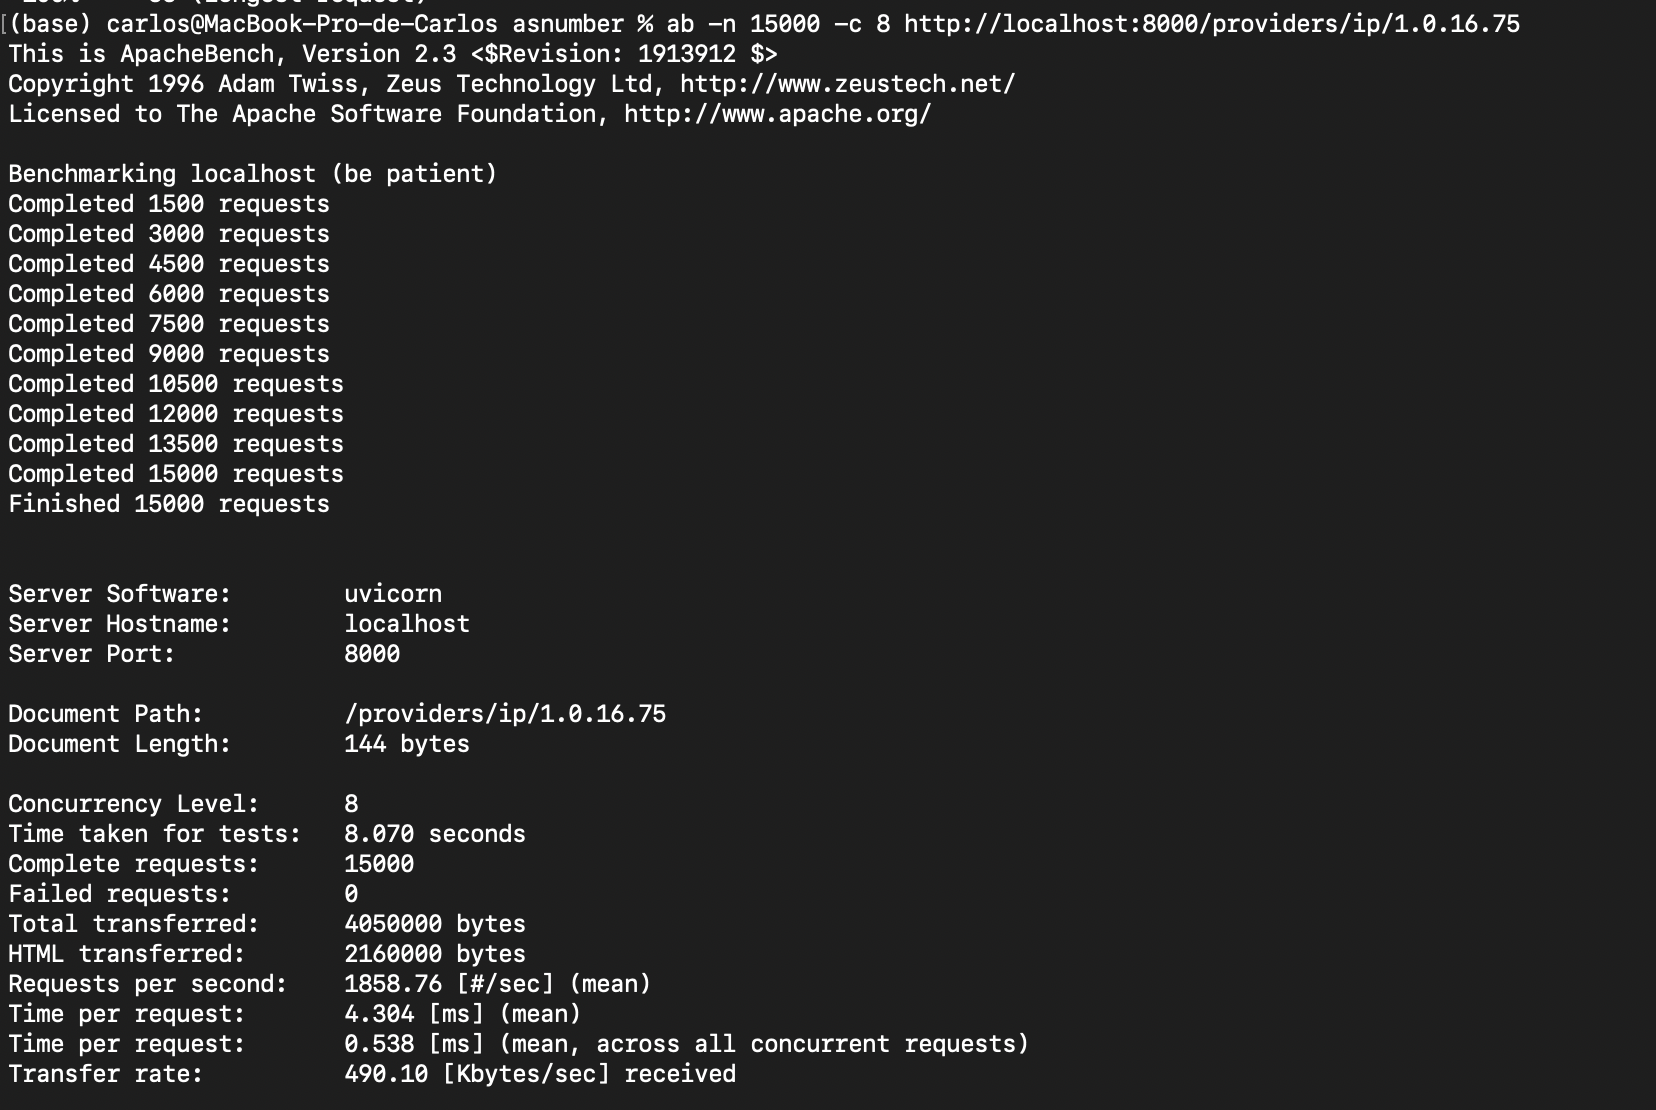 100%     38 (longest request)
(base) carlos@MacBook-Pro-de-Carlos asnumber % ab -n 15000 -c 8 http://localhost:8000/providers/ip/1.0.16.75
This is ApacheBench, Version 2.3 <$Revision: 1913912 $>
Copyright 1996 Adam Twiss, Zeus Technology Ltd, http://www.zeustech.net/
Licensed to The Apache Software Foundation, http://www.apache.org/

Benchmarking localhost (be patient)
Completed 1500 requests
Completed 3000 requests
Completed 4500 requests
Completed 6000 requests
Completed 7500 requests
Completed 9000 requests
Completed 10500 requests
Completed 12000 requests
Completed 13500 requests
Completed 15000 requests
Finished 15000 requests

Server Software:        uvicorn
Server Hostname:        localhost
Server Port:            8000

Document Path:          /providers/ip/1.0.16.75
Document Length:        144 bytes

Concurrency Level:      8
Time taken for tests:   8.070 seconds
Complete requests:      15000
Failed requests:        0
Total transferred:      4050000 bytes
HTML transferred:       2160000 bytes
Requests per second:    1858.76 [#/sec] (mean)
Time per request:       4.304 [ms] (mean)
Time per request:       0.538 [ms] (mean, across all concurrent requests)
Transfer rate:          490.10 [Kbytes/sec] received